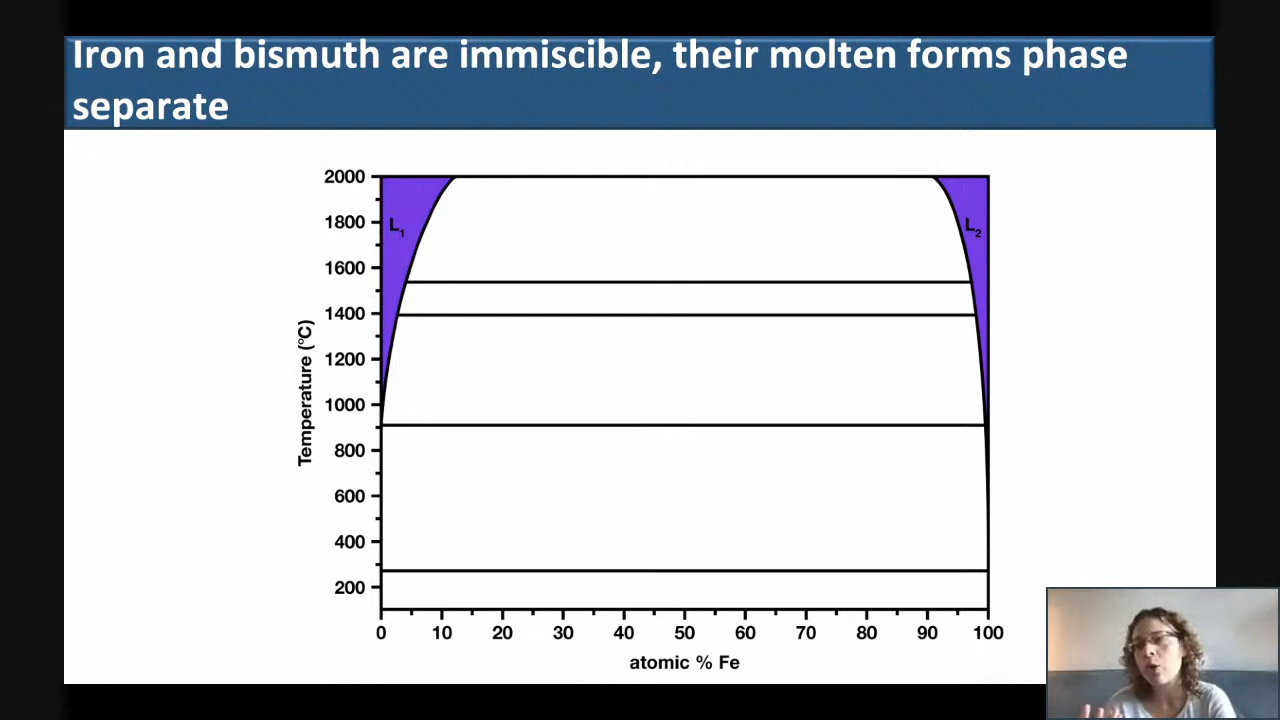 Iron and bismuth are immiscible, their molten forms phase
separate
2000
1800
1600
1400
1200
1000
800
600
400
200
Temperature (°C)
L₁
L₂
0 10 20 30 40 50 60 70 80 90 100
atomic % Fe